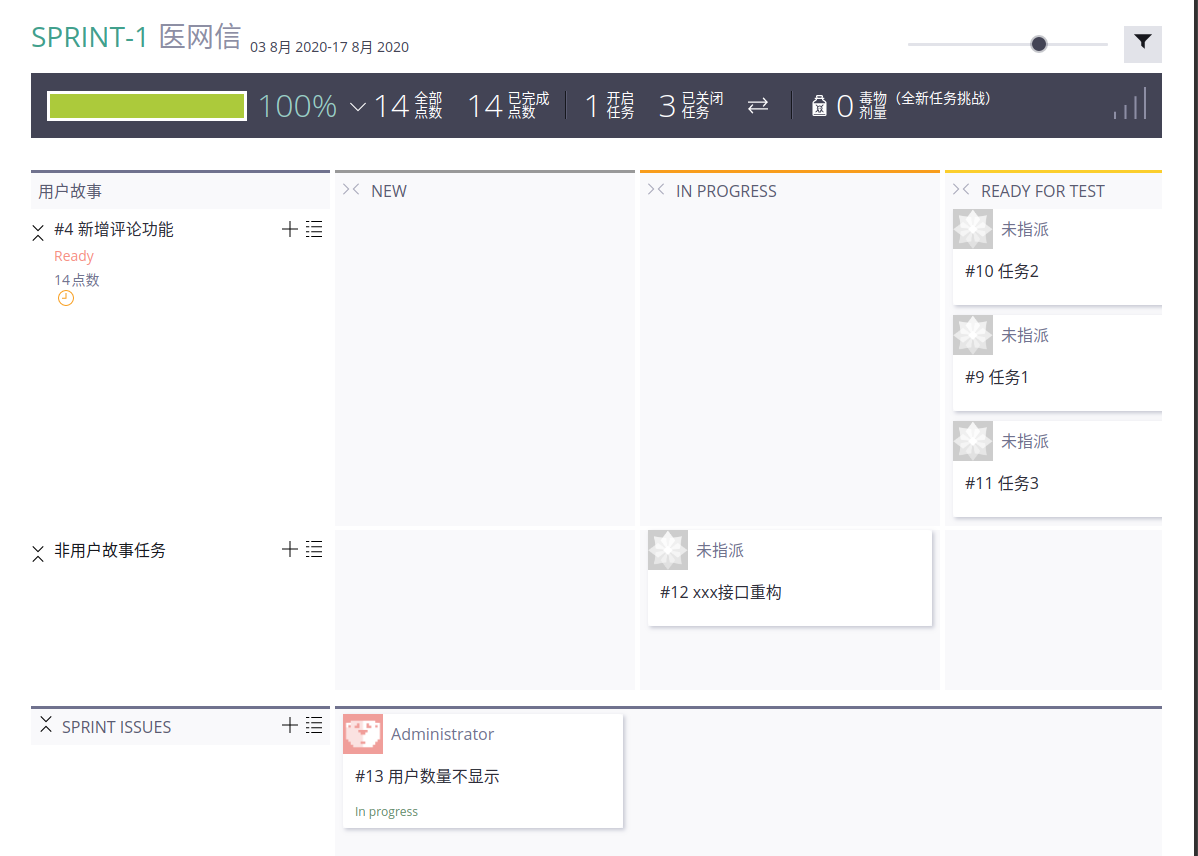 SPRINT-1 医网信 03 8月 2020-17 8月 2020
100% 14 全部点数 14 已完成点数 1 开启任务 3 已关闭任务 0 毒物（全新任务挑战）剂量
用户故事 NEW IN PROGRESS READY FOR TEST
#4 新增评论功能
Ready
14点数
未指派
#10 任务2
未指派
#9 任务1
未指派
#11 任务3
非用户故事任务
未指派
#12 xxx接口重构
SPRINT ISSUES
Administrator
#13 用户数量不显示
In progress